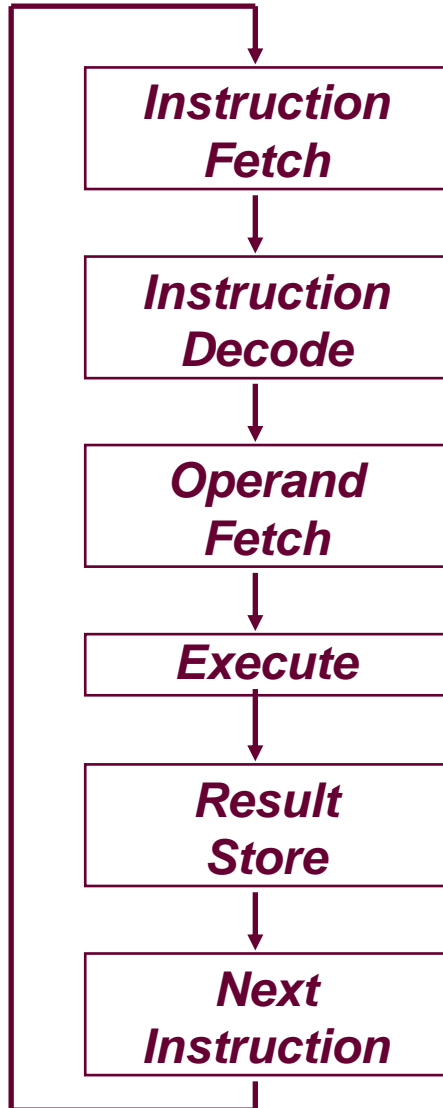 Instruction
Fetch
Instruction
Decode
Operand
Fetch
Execute
Result
Store
Next
Instruction